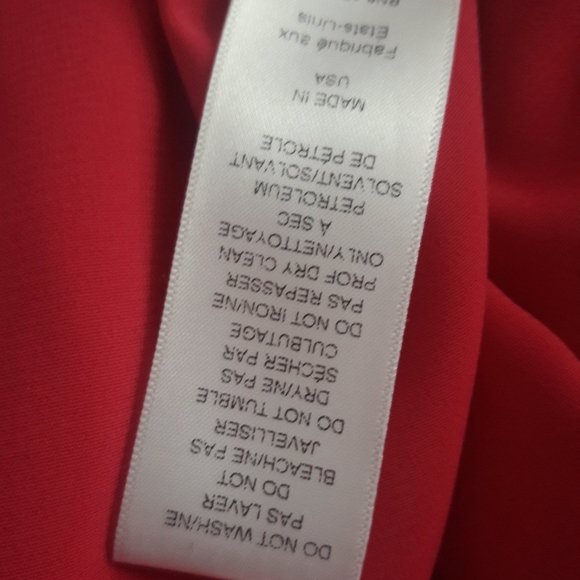 DO NOT WASH/NE
PAS LAVER
DO NOT
BLEACH/NE PAS
JAVELLISER
DO NOT TUMBLE
DRY/NE PAS
SÉCHER PAR
CULBUTAGE
DO NOT IRON/NE
PAS REPASSER
PROF DRY CLEAN
ONLY/NETTOYAGE
A SEC
PETROLEUM
SOLVENT/SOLVANT
DE PÉTROLE
MADE IN
USA
Fabriqué aux
États-Unis